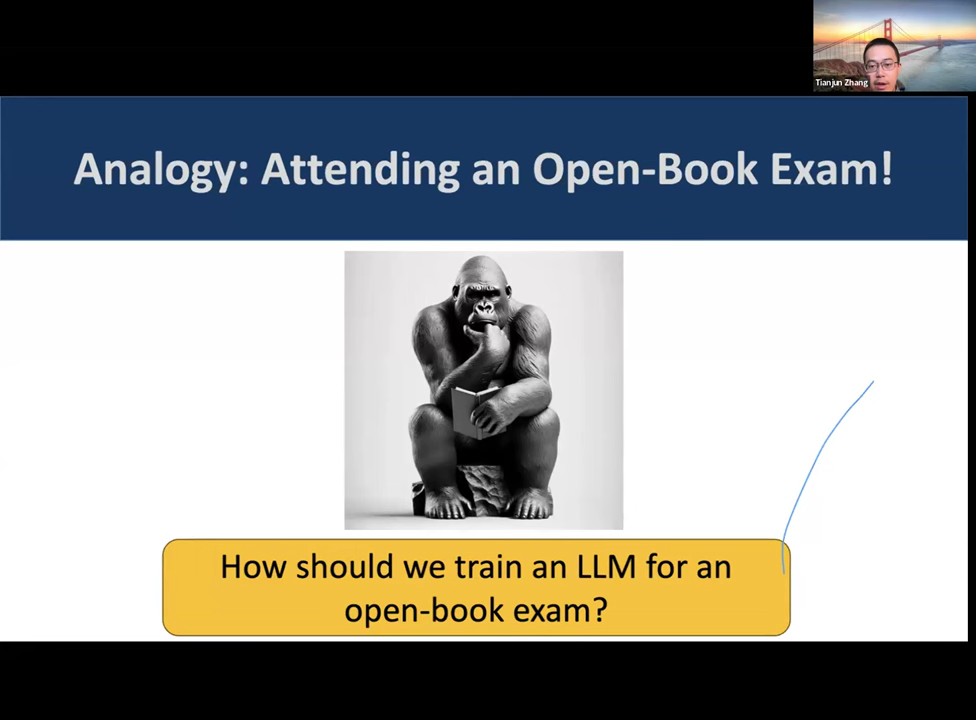 Tianjun Zhang
Analogy: Attending an Open-Book Exam!
How should we train an LLM for an
open-book exam?